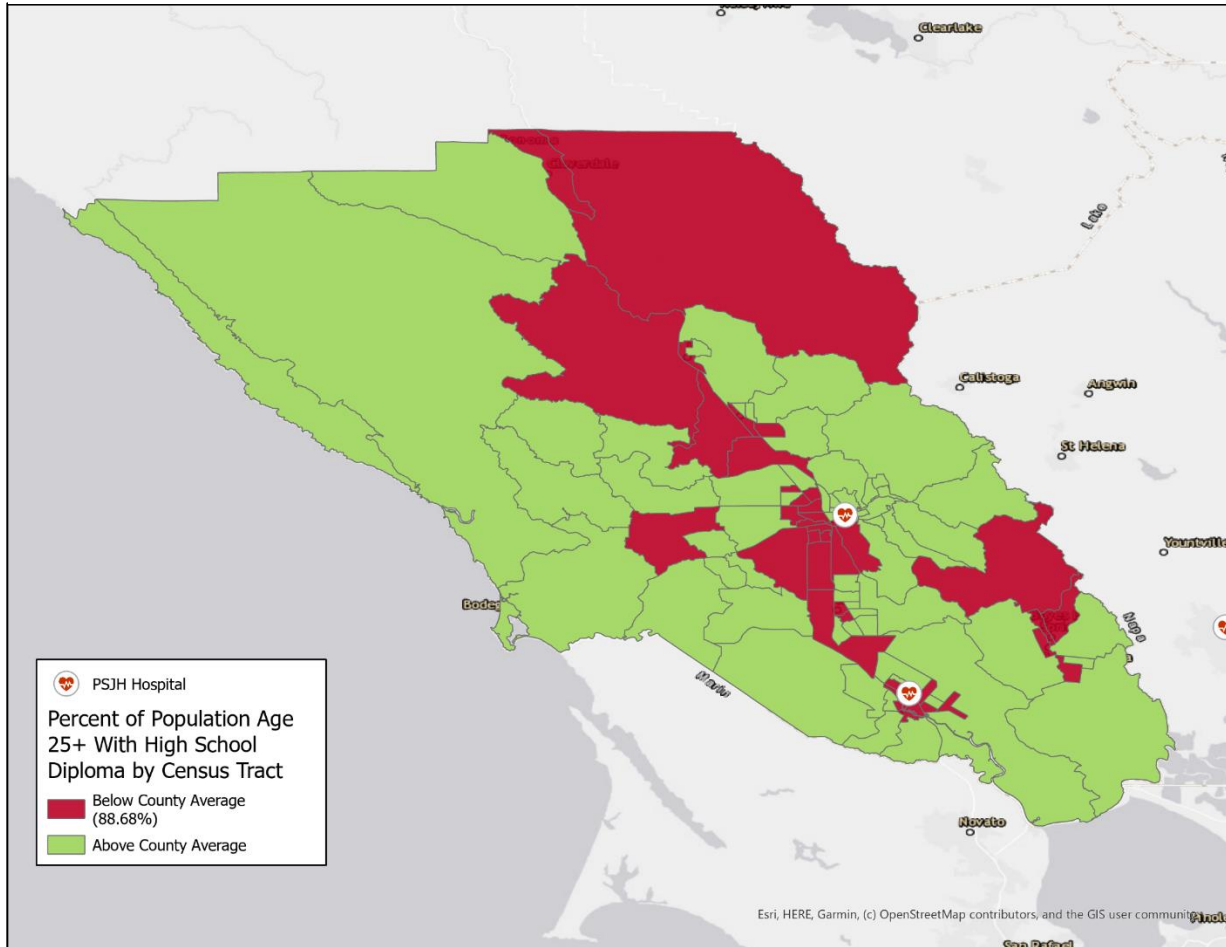 Clearlake
Cloverdale
Lake
Calistoga
Angwin
St Helena
Yountville
Napa
Marin
Novato
San Rafael
PSJH Hospital
Percent of Population Age
25+ With High School
Diploma by Census Tract
Below County Average
(88.68%)
Above County Average
Esri, HERE, Garmin, (c) OpenStreetMap contributors, and the GIS user community